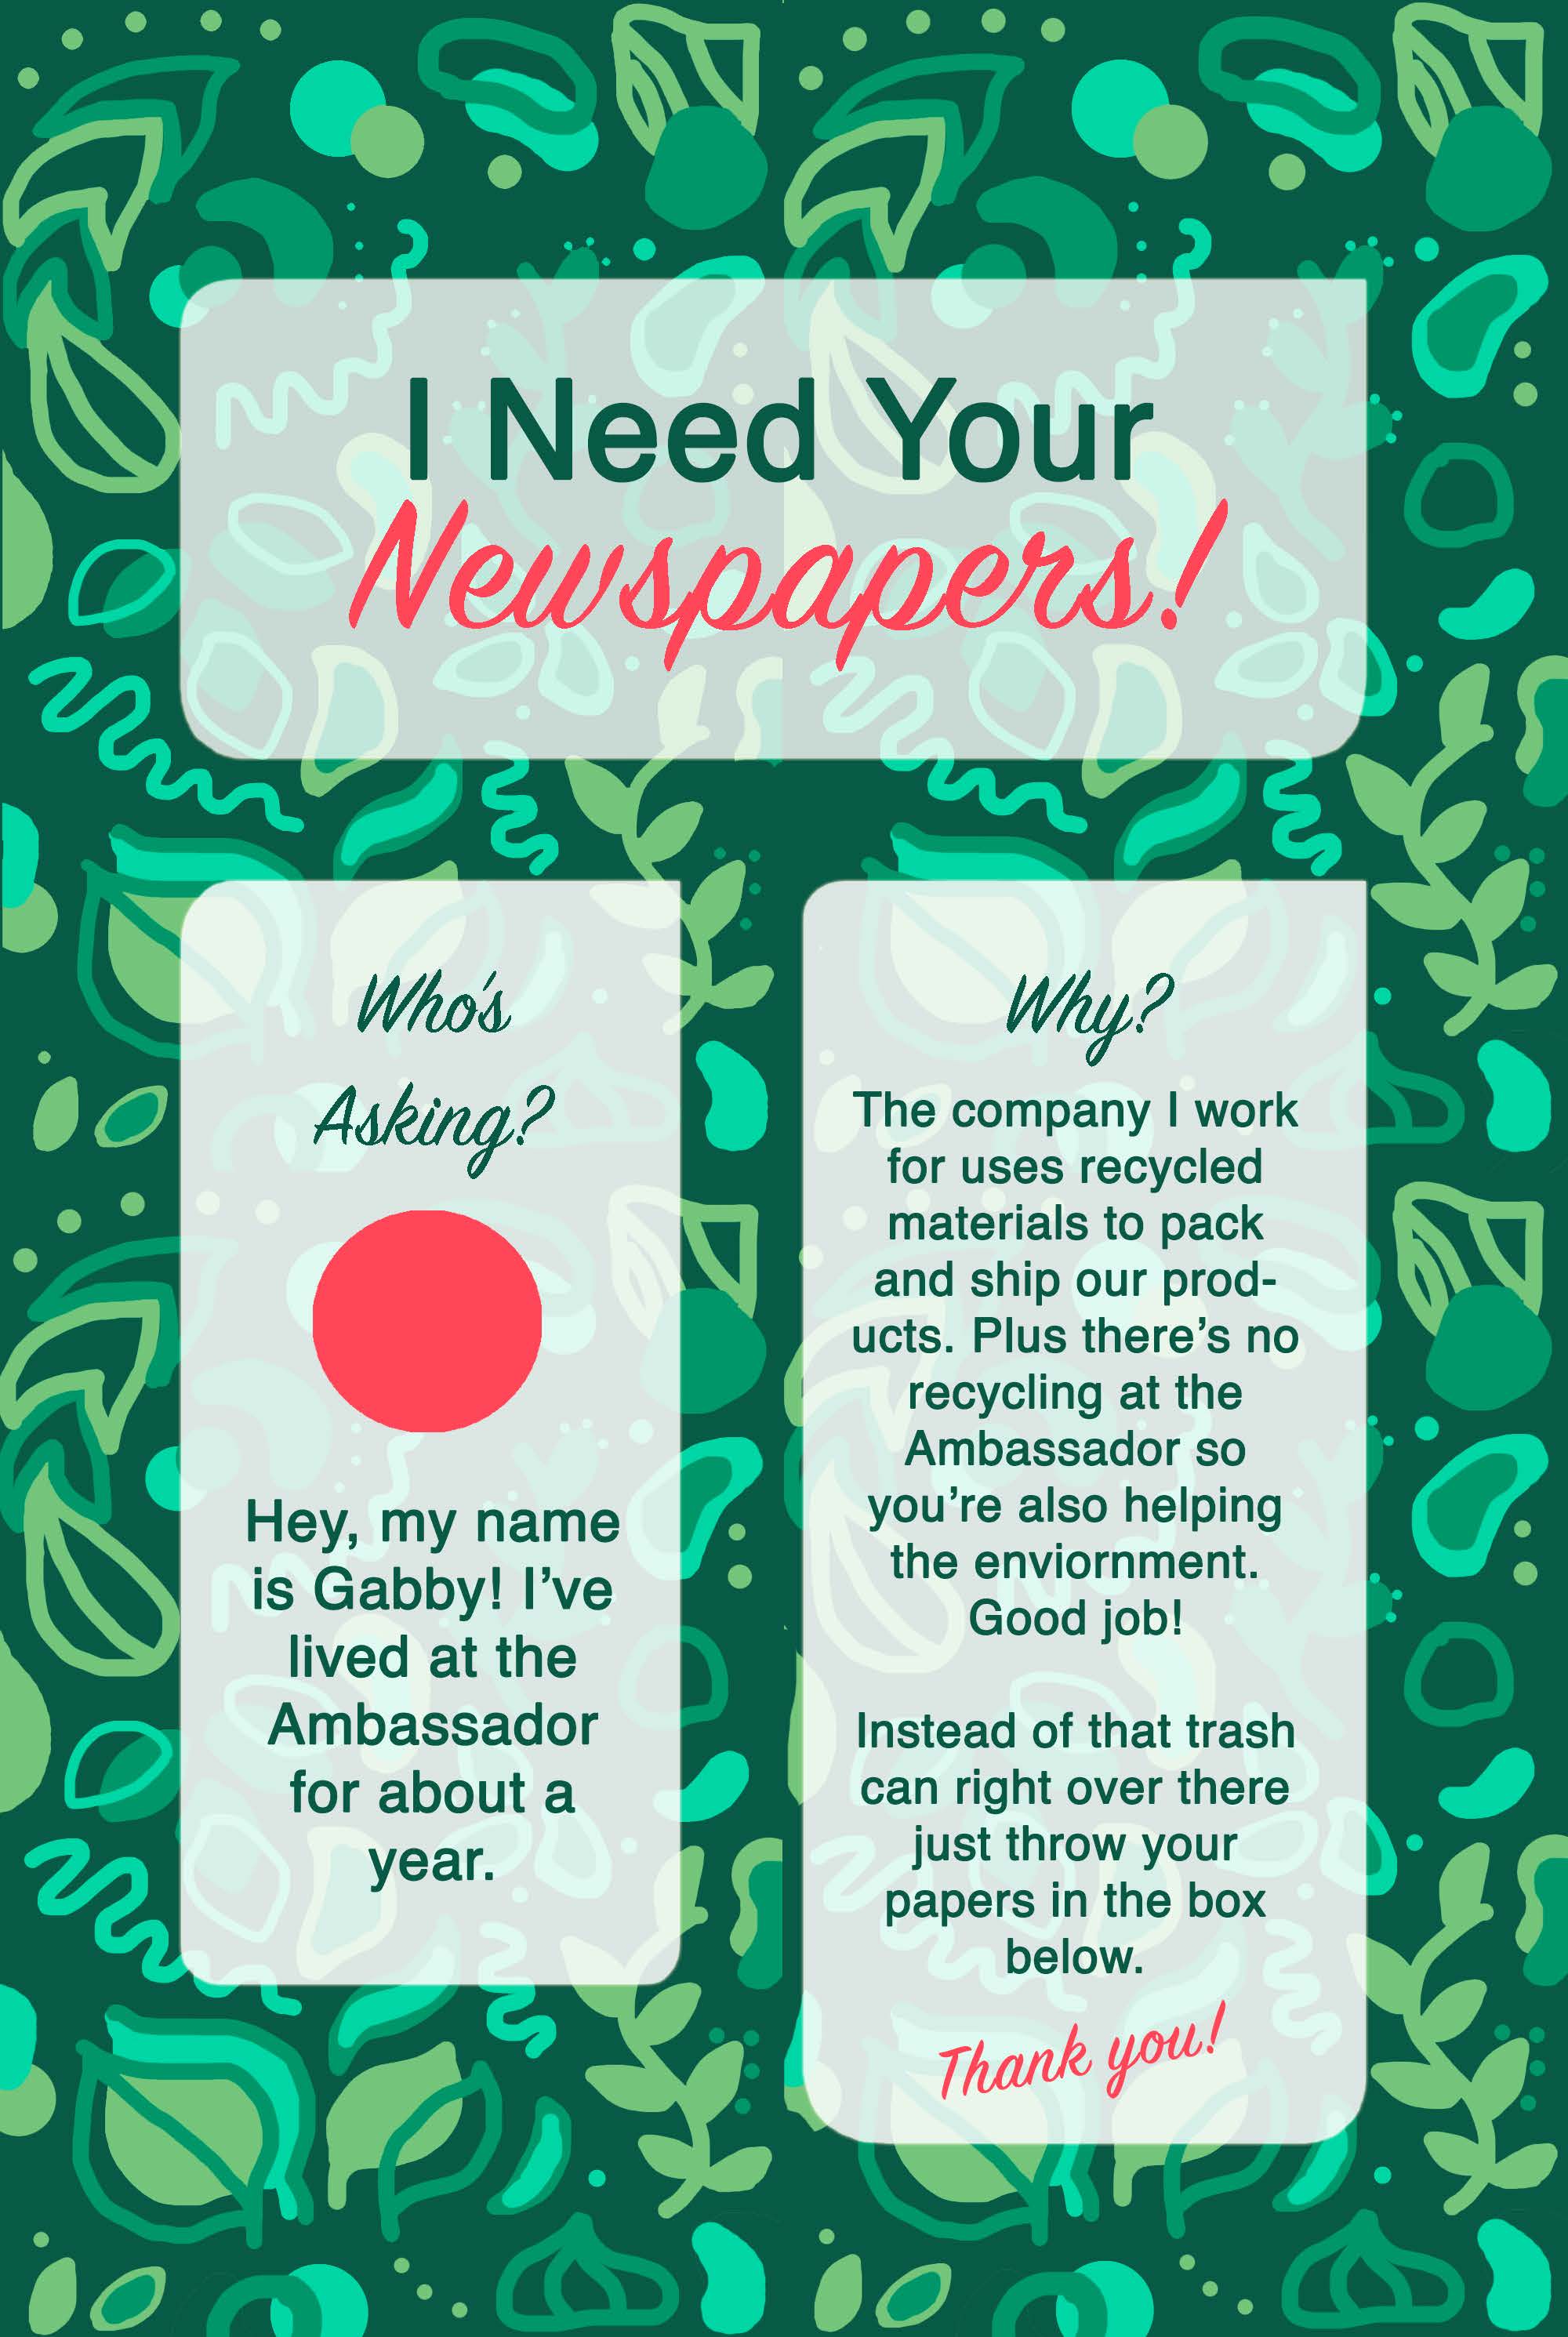 I Need Your
Newspapers!
Who's
Asking?
Hey, my name
is Gabby! I've
lived at the
Ambassador
for about a
year.
Why?
The company I work
for uses recycled
materials to pack
and ship our prod-
ucts. Plus there's no
recycling at the
Ambassador so
you're also helping
the enviornment.
Good job!
Instead of that trash
can right over there
just throw your
papers in the box
below.
Thank you!